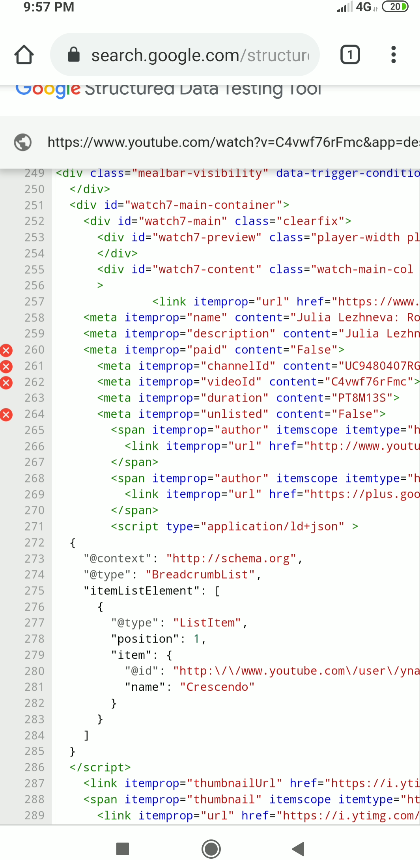 9:57 PM 4G 20
search.google.com/structur 1
Google Structured Data Testing Tool
https://www.youtube.com/watch?v=C4vwf76rFmc&app=de
249 <div class="mealbar-visibility" data-trigger-conditio
250 </div>
251 <div id="watch7-main-container">
252 <div id="watch7-main" class="clearfix">
253 <div id="watch7-preview" class="player-width pl
254 </div>
255 <div id="watch7-content" class="watch-main-col
256 >
257 <link itemprop="url" href="https://www.
258 <meta itemprop="name" content="Julia Lezhneva: Ro
259 <meta itemprop="description" content="Julia Lezhn
260 <meta itemprop="paid" content="False">
261 <meta itemprop="channelId" content="UC9480407RG
262 <meta itemprop="videoId" content="C4vwf76rFmc">
263 <meta itemprop="duration" content="PT8M13S">
264 <meta itemprop="unlisted" content="False">
265 <span itemprop="author" itemscope itemtype="h
266 <link itemprop="url" href="http://www.youtu
267 </span>
268 <span itemprop="author" itemscope itemtype="h
269 <link itemprop="url" href="https://plus.goo
270 </span>
271 <script type="application/ld+json" >
272 {
273 "@context": "http://schema.org",
274 "@type": "BreadcrumbList",
275 "itemListElement": [
276 {
277 "@type": "ListItem",
278 "position": 1,
279 "item": {
280 "@id": "http:\/\/www.youtube.com\/user\/yna
281 "name": "Crescendo"
282 }
283 }
284 ]
285 }
286 </script>
287 <link itemprop="thumbnailUrl" href="https://i.yti
288 <span itemprop="thumbnail" itemscope itemtype="ht
289 <link itemprop="url" href="https://i.ytimg.com/